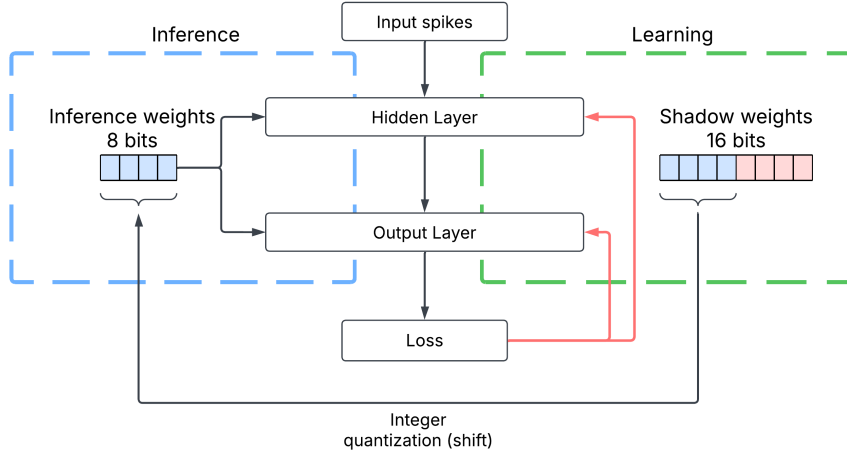 Input spikes
Inference
Learning
Inference weights
8 bits
Hidden Layer
Shadow weights
16 bits
Output Layer
Loss
Integer
quantization (shift)